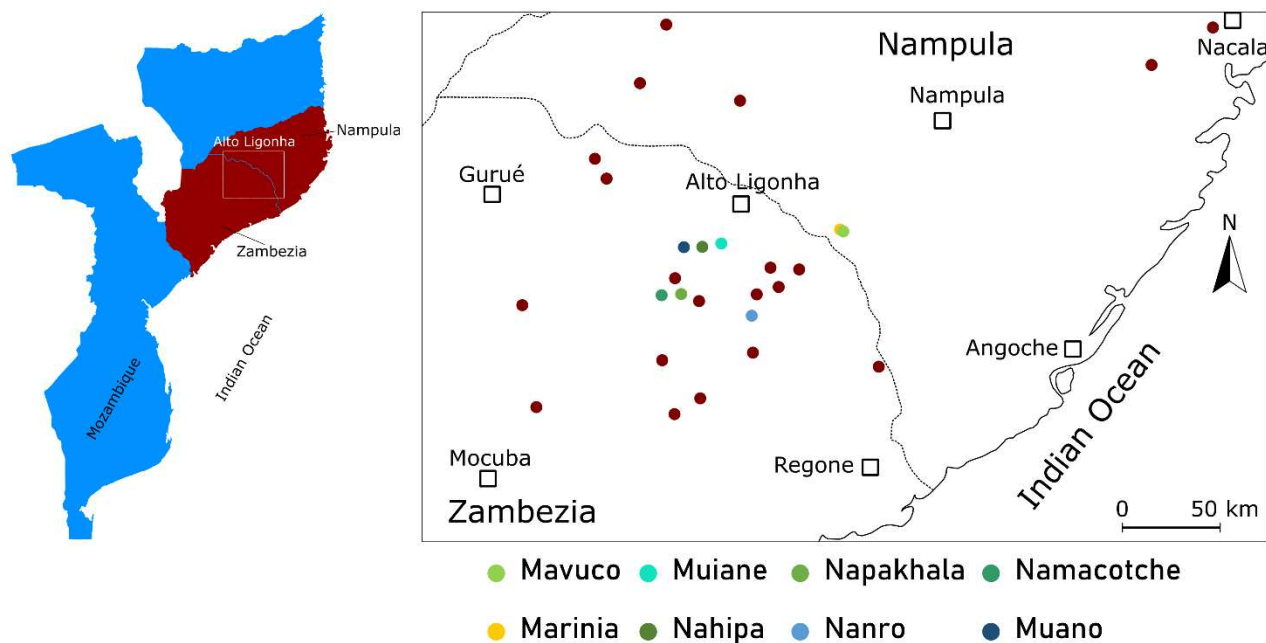 Nampula
Alto Ligonha
Zambezia
Mozambique
Indian Ocean
Nampula
Nacala
Nampula
Gurué
Alto Ligonha
N
Angoche
Indian Ocean
Mocuba
Regone
Zambezia
0 50 km
Mavuco Muiane Napakhala Namacotche
Marinia Nahipa Nanro Muano